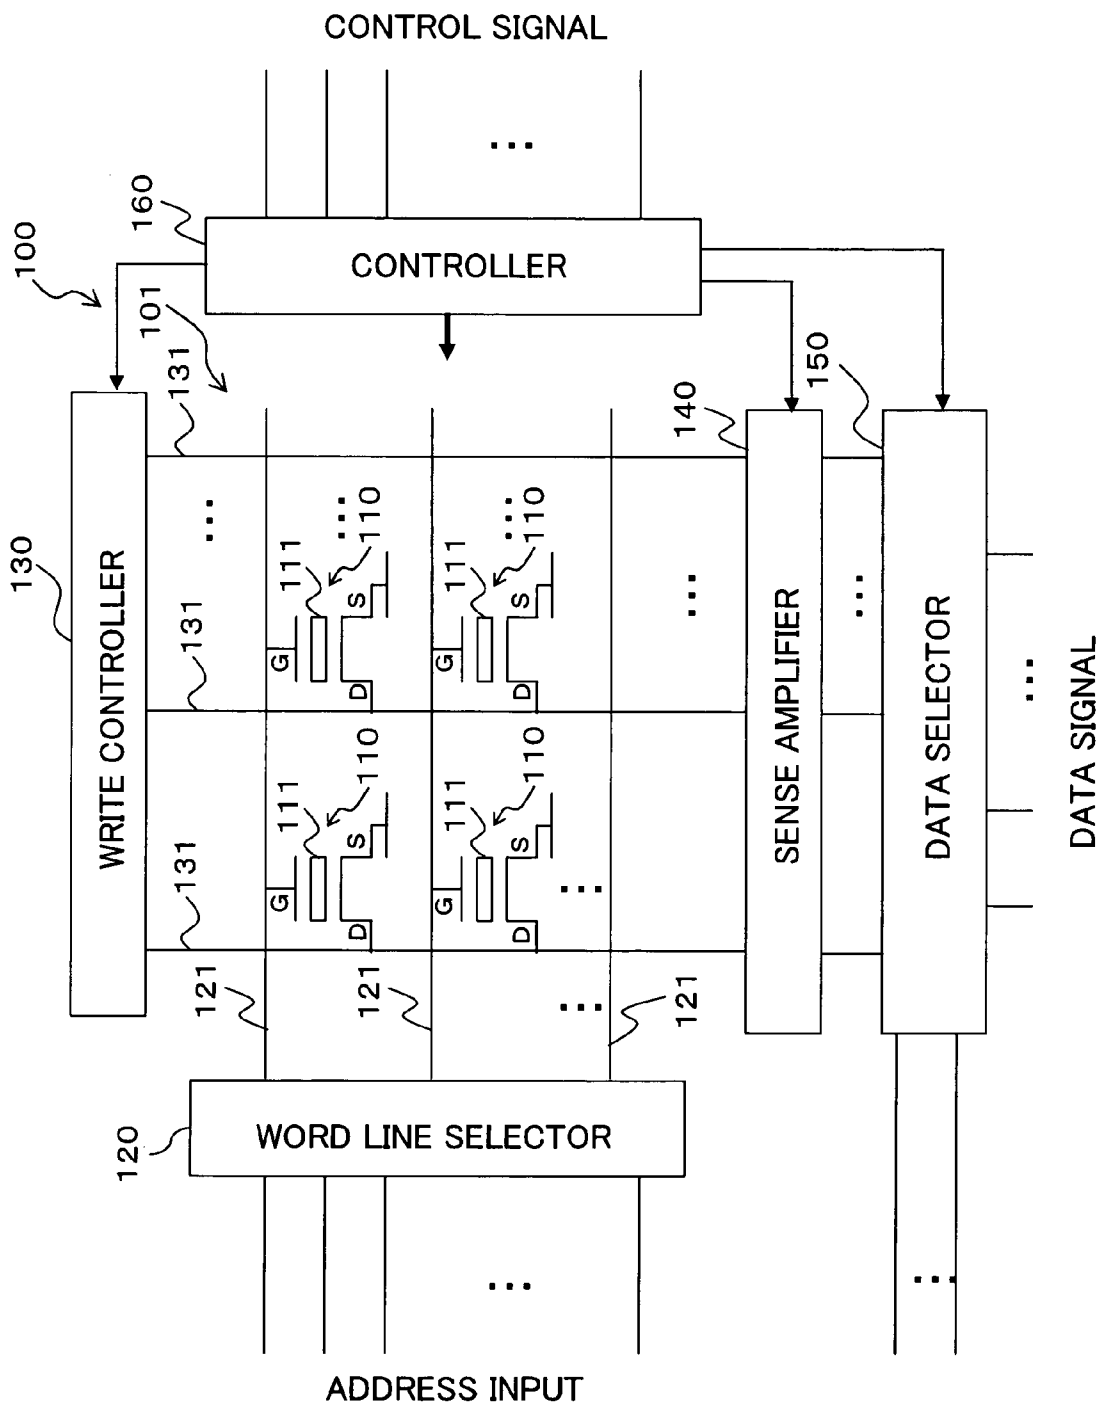 CONTROL SIGNAL
160
100
CONTROLLER
101
131
150
140
130
WRITE CONTROLLER
131
111
110
G
S
D
111
110
G
S
D
SENSE AMPLIFIER
DATA SELECTOR
DATA SIGNAL
131
111
110
G
S
D
111
110
G
S
D
121
121
121
120
WORD LINE SELECTOR
ADDRESS INPUT